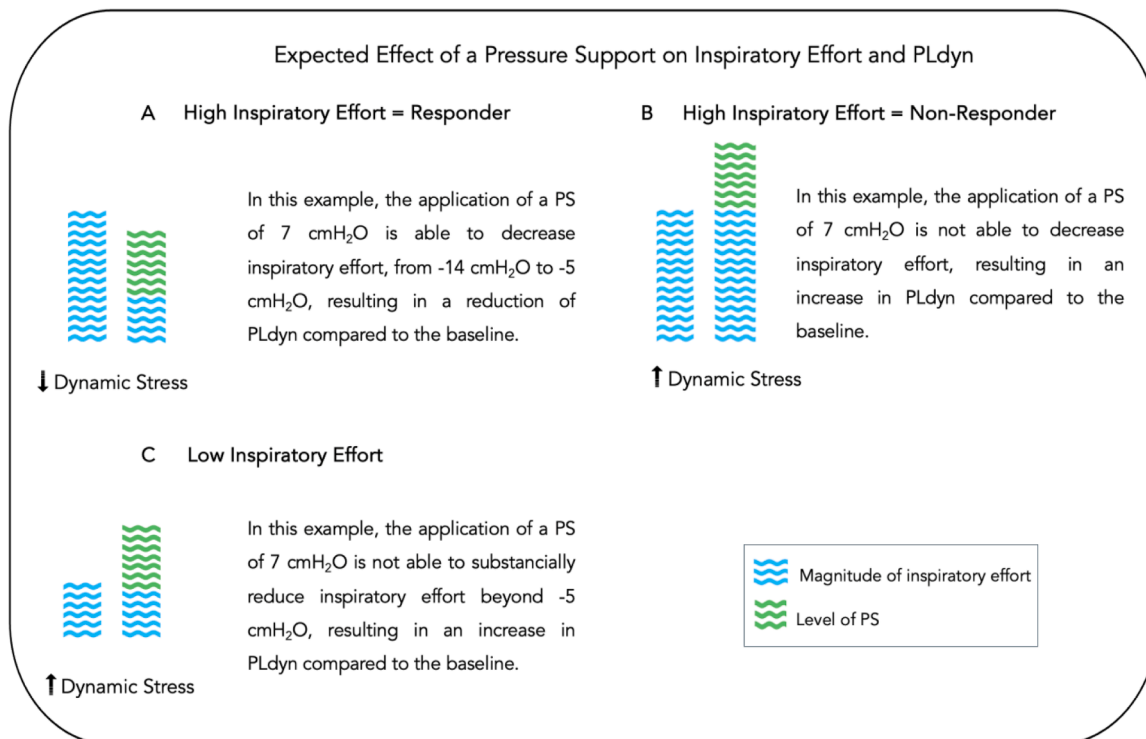 Expected Effect of a Pressure Support on Inspiratory Effort and PLdyn
A High Inspiratory Effort = Responder
In this example, the application of a PS
of 7 cmH₂O is able to decrease
inspiratory effort, from -14 cmH₂O to -5
cmH₂O, resulting in a reduction of
PLdyn compared to the baseline.
↓ Dynamic Stress
B High Inspiratory Effort = Non-Responder
In this example, the application of a PS
of 7 cmH₂O is not able to decrease
inspiratory effort, resulting in an
increase in PLdyn compared to the
baseline.
↑ Dynamic Stress
C Low Inspiratory Effort
In this example, the application of a PS
of 7 cmH₂O is not able to substancially
reduce inspiratory effort beyond -5
cmH₂O, resulting in an increase in
PLdyn compared to the baseline.
↑ Dynamic Stress
Magnitude of inspiratory effort
Level of PS